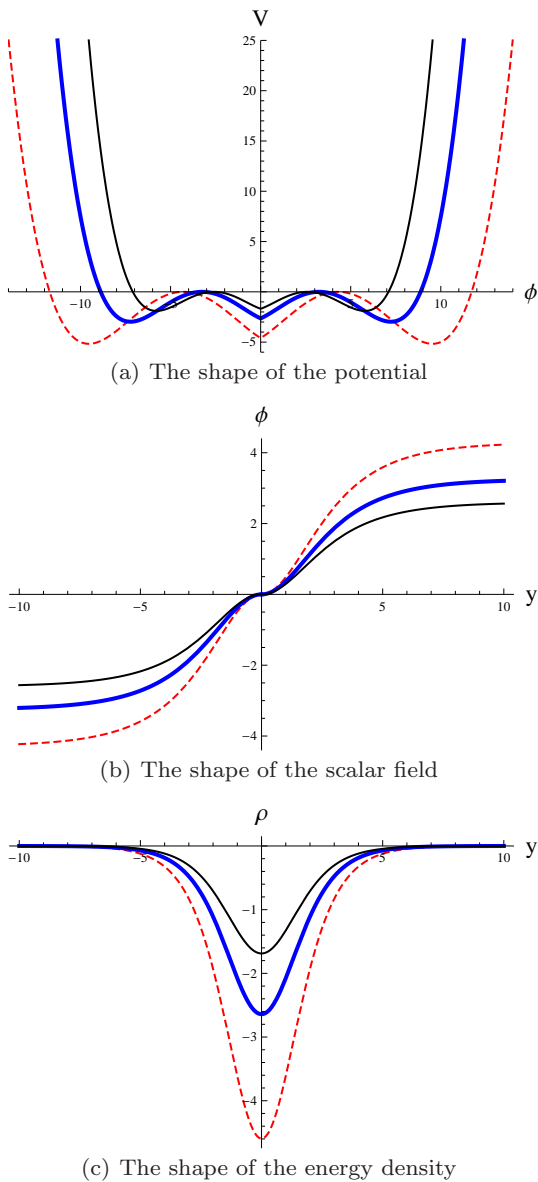 V
25
20
15
10
5
−10
10
−5
ϕ
(a) The shape of the potential
ϕ
4
2
−10
−5
5
10
y
−2
−4
(b) The shape of the scalar field
ρ
−10
−5
5
10
y
−1
−2
−3
−4
(c) The shape of the energy density